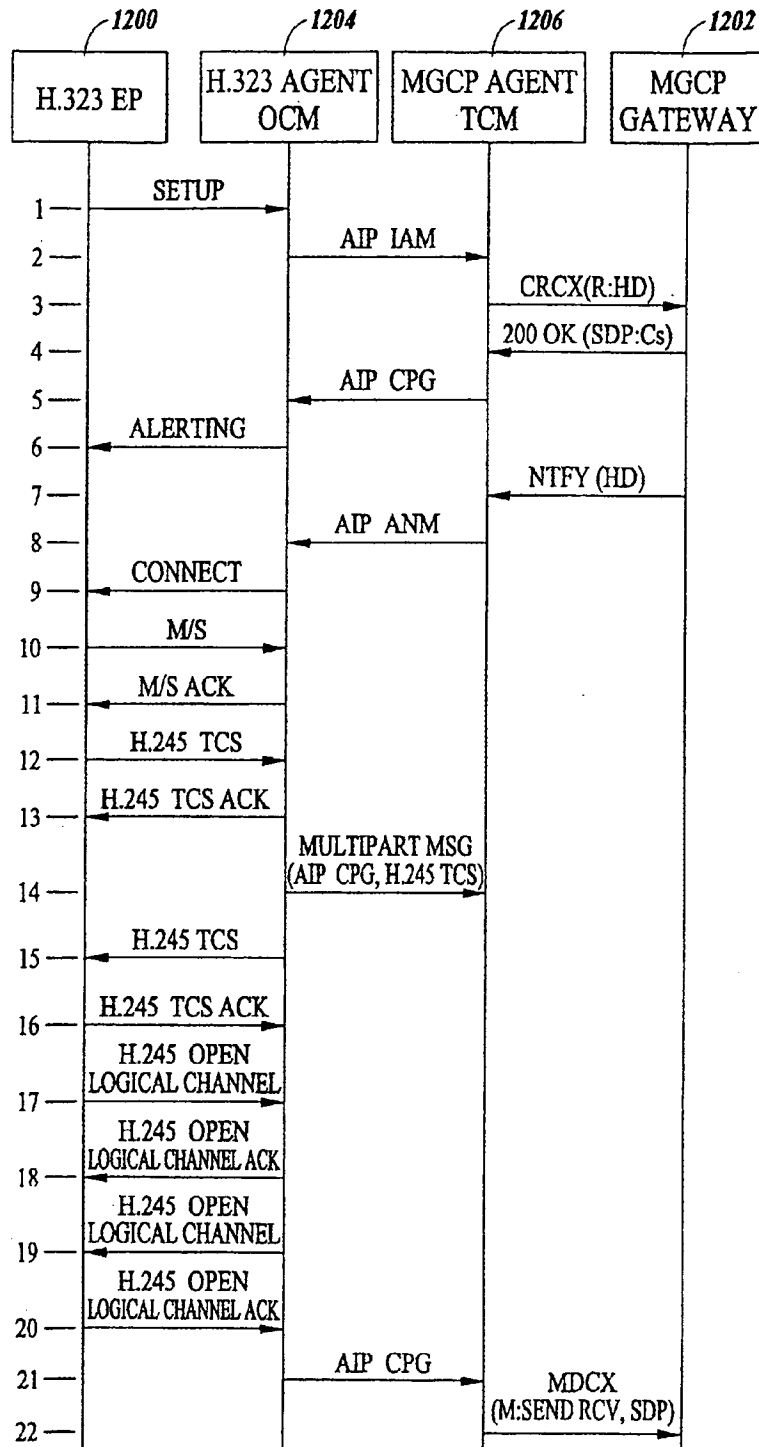 1200
1204
1206
1202
H.323 EP
H.323 AGENT
OCM
MGCP AGENT
TCM
MGCP
GATEWAY
SETUP
1
AIP IAM
2
CRCX(R:HD)
3
200 OK (SDP:Cs)
4
AIP CPG
5
ALERTING
6
NTFY (HD)
7
AIP ANM
8
CONNECT
9
M/S
10
M/S ACK
11
H.245 TCS
12
H.245 TCS ACK
13
MULTIPART MSG
(AIP CPG, H.245 TCS)
14
H.245 TCS
15
H.245 TCS ACK
16
H.245 OPEN
LOGICAL CHANNEL
17
H.245 OPEN
LOGICAL CHANNEL ACK
18
H.245 OPEN
LOGICAL CHANNEL
19
H.245 OPEN
LOGICAL CHANNEL ACK
20
AIP CPG
21
MDCX
(M:SEND RCV, SDP)
22